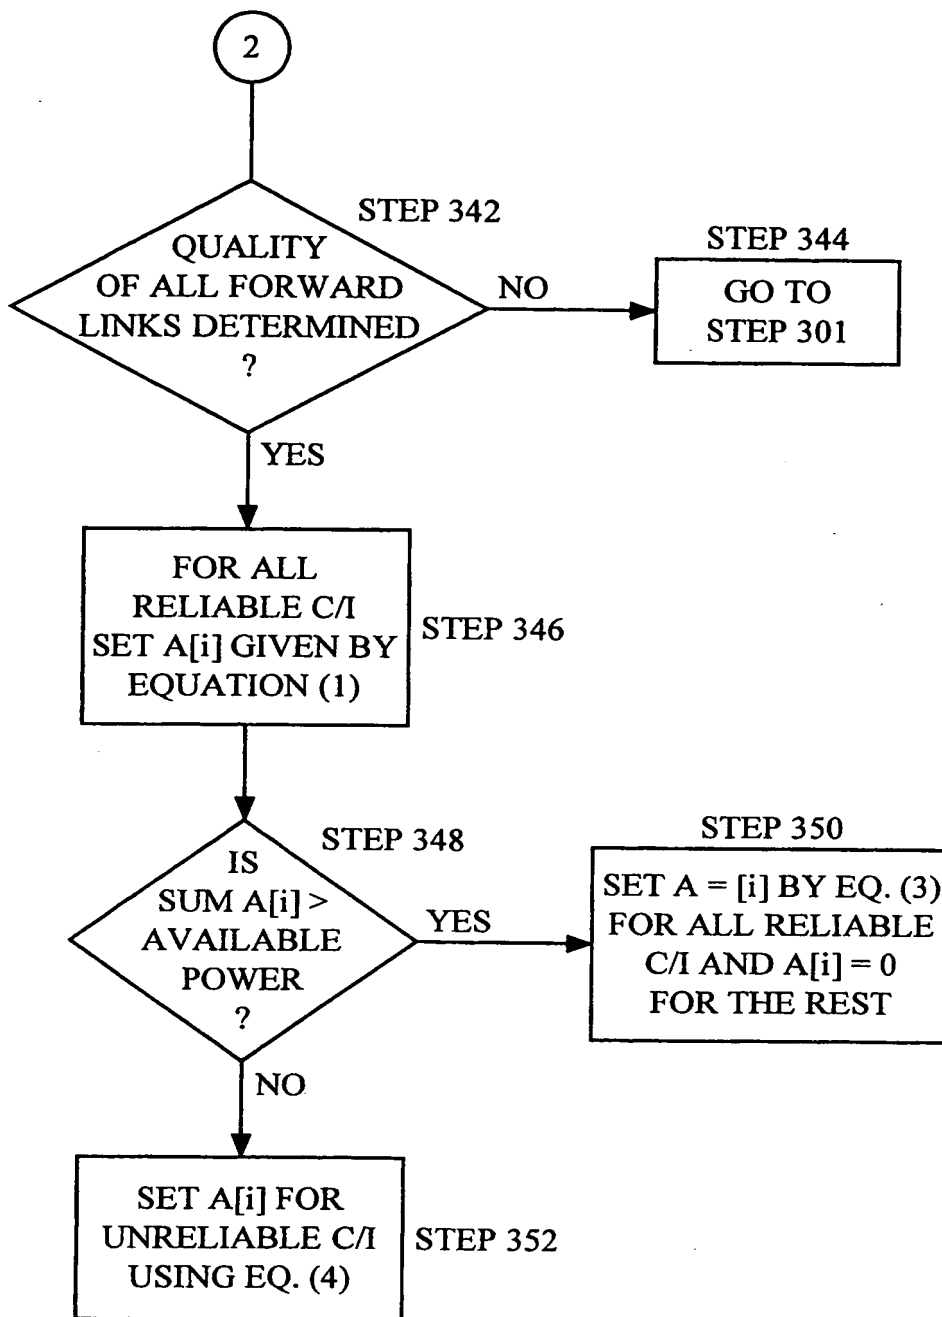 2
STEP 342
QUALITY
OF ALL FORWARD
LINKS DETERMINED
?
NO
STEP 344
GO TO
STEP 301
YES
FOR ALL
RELIABLE C/I
SET A[i] GIVEN BY
EQUATION (1)
STEP 346
STEP 348
IS
SUM A[i] >
AVAILABLE
POWER
?
YES
STEP 350
SET A = [i] BY EQ. (3)
FOR ALL RELIABLE
C/I AND A[i] = 0
FOR THE REST
NO
SET A[i] FOR
UNRELIABLE C/I
USING EQ. (4)
STEP 352